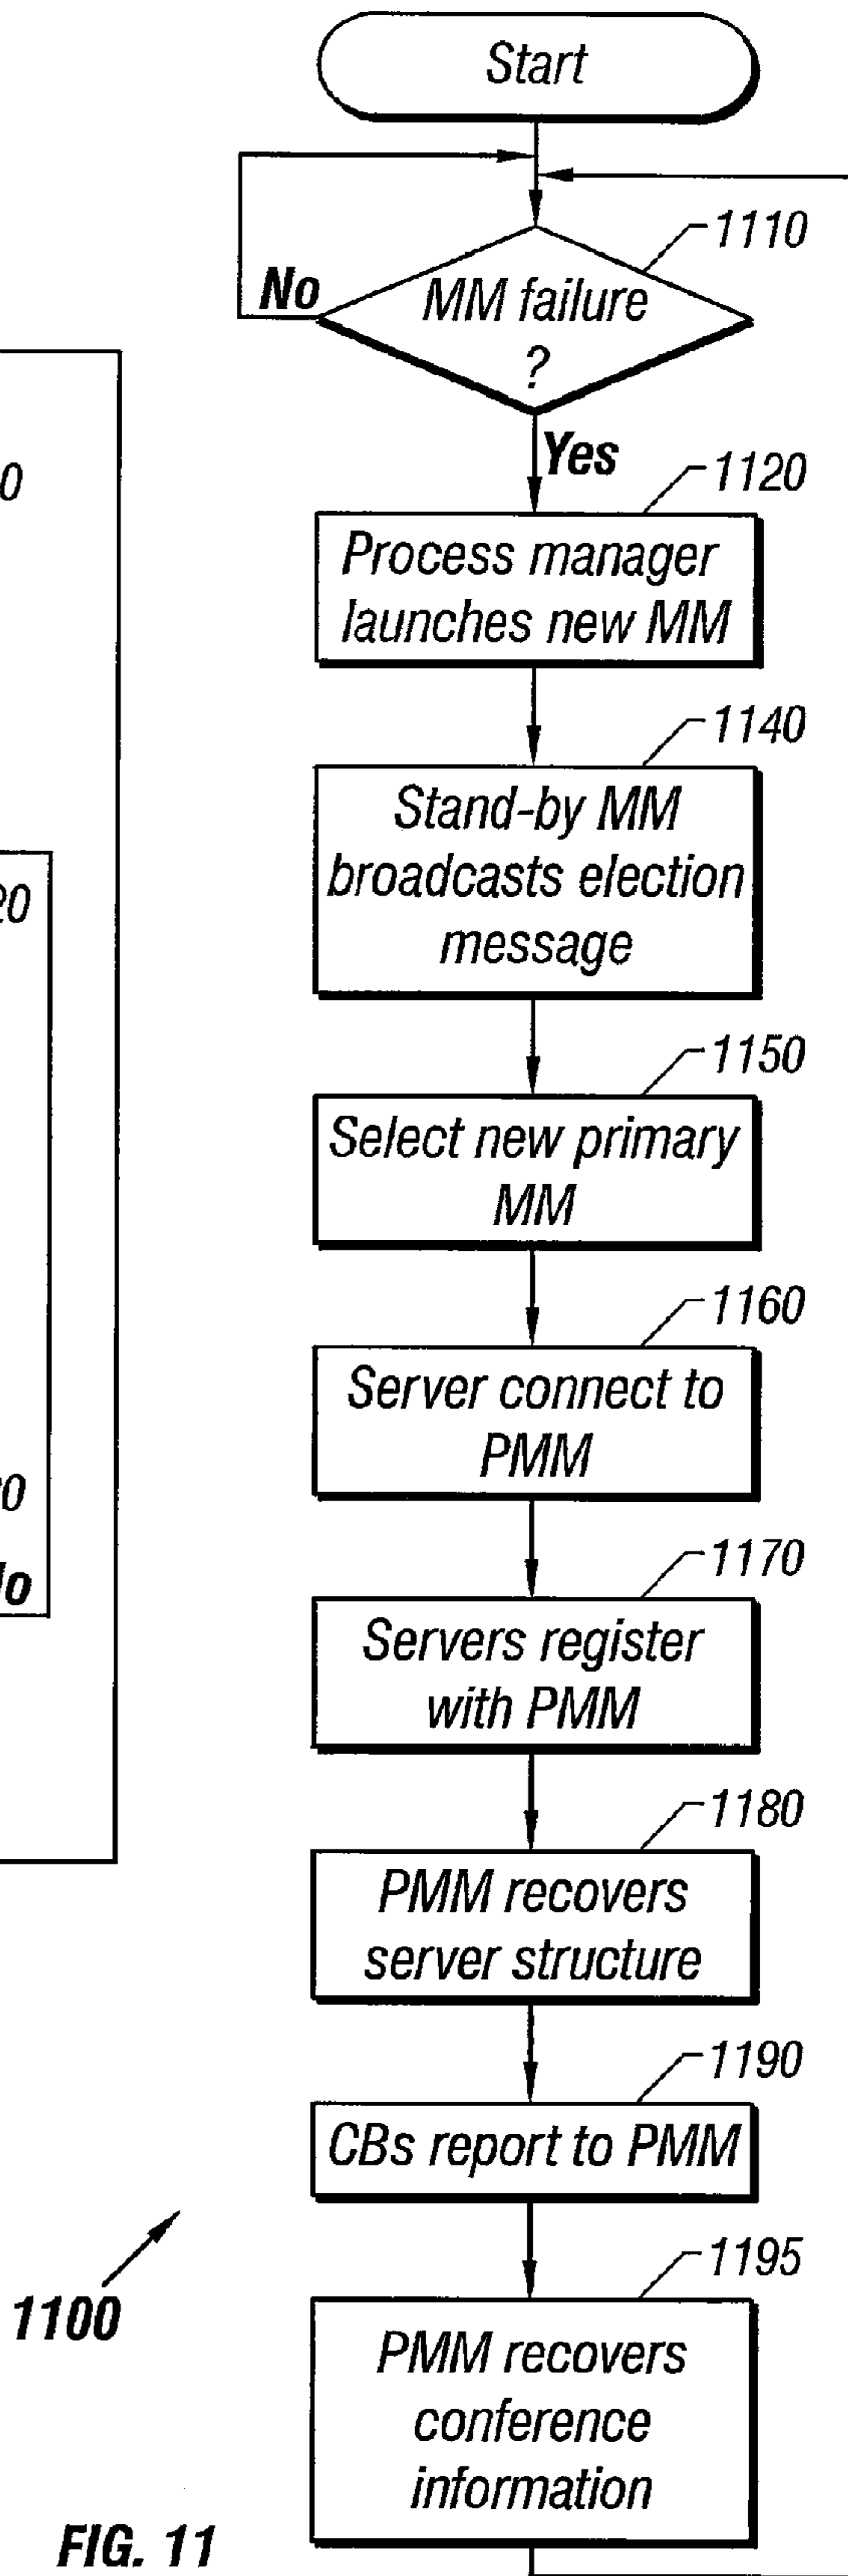 Start
1110
MM failure
?
No
Yes
1120
Process manager
launches new MM
1140
Stand-by MM
broadcasts election
message
1150
Select new primary
MM
1160
Server connect to
PMM
1170
Servers register
with PMM
1180
PMM recovers
server structure
1190
CBs report to PMM
1195
PMM recovers
conference
information
1100
FIG. 11